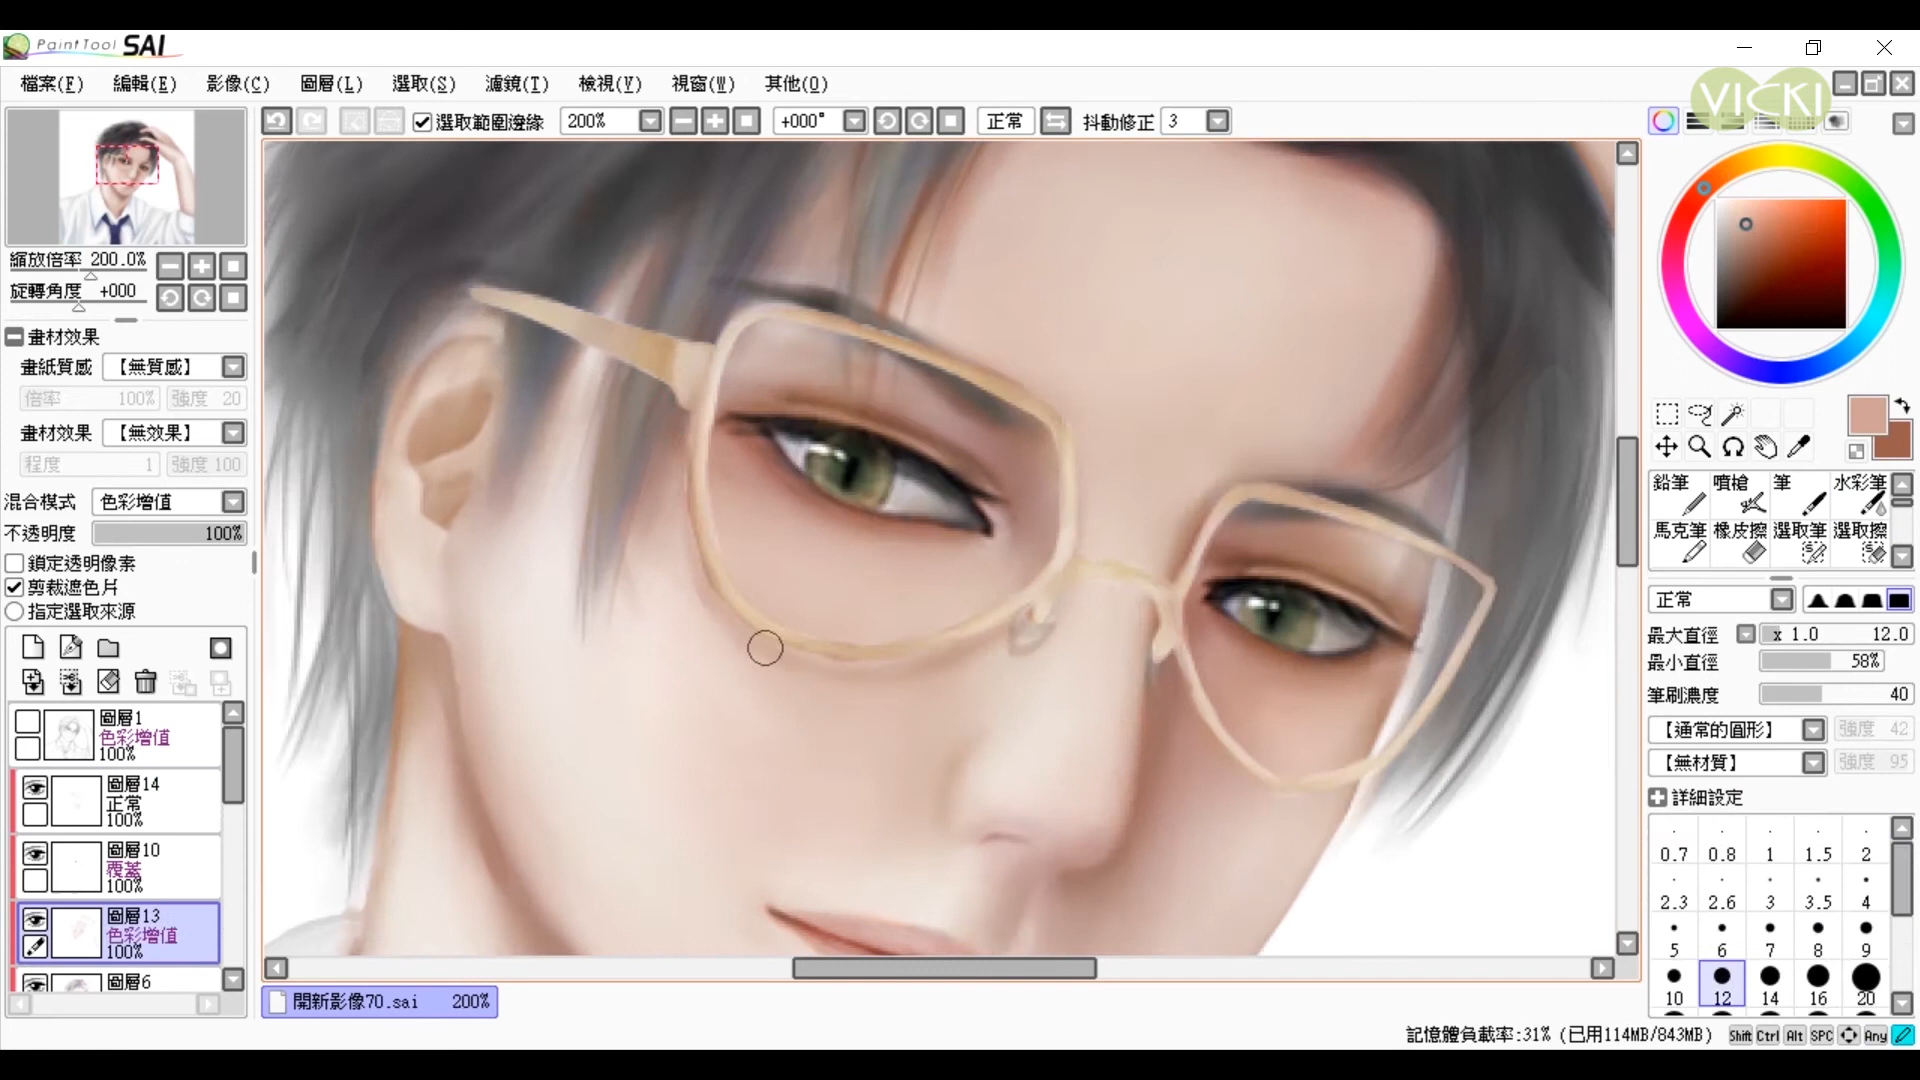 PaintTool SAI
檔案(F) 編輯(E) 影像(C) 圖層(L) 選取(S) 濾鏡(T) 檢視(V) 視窗(W) 其他(O)
VICKI
選取範圍邊緣 200% +000° 正常 抖動修正 3
縮放倍率 200.0%
旋轉角度 +000
畫材效果
畫紙質感 【無質感】
倍率 100% 強度 20
畫材效果 【無效果】
程度 1 強度 100
混合模式 色彩增值
不透明度 100%
鎖定透明像素
剪裁遮色片
指定選取來源
圖層1
色彩增值
100%
圖層14
正常
100%
圖層10
覆蓋
100%
圖層13
色彩增值
100%
圖層6
開新影像70.sai 200%
鉛筆 噴槍 筆 水彩筆
馬克筆 橡皮擦 選取筆 選取擦
正常
最大直徑 x 1.0 12.0
最小直徑 58%
筆刷濃度 40
【通常的圓形】 強度 42
【無材質】 強度 95
詳細設定
0.7 0.8 1 1.5 2
2.3 2.6 3 3.5 4
5 6 7 8 9
10 12 14 16 20
記憶體負載率:31% (已用114MB/843MB) Shift Ctrl Alt SPC Any